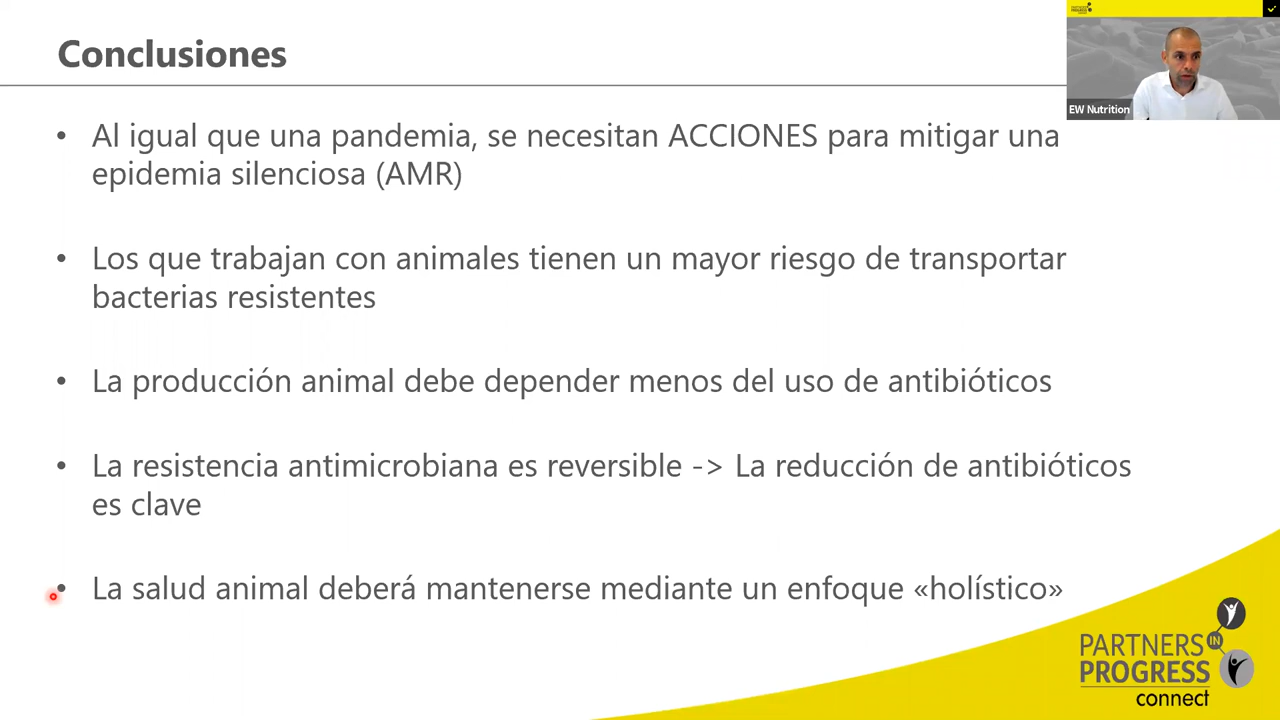 Conclusiones
• Al igual que una pandemia, se necesitan ACCIONES para mitigar una
epidemia silenciosa (AMR)
• Los que trabajan con animales tienen un mayor riesgo de transportar
bacterias resistentes
• La producción animal debe depender menos del uso de antibióticos
• La resistencia antimicrobiana es reversible -> La reducción de antibióticos
es clave
• La salud animal deberá mantenerse mediante un enfoque «holístico»
EW Nutrition
PARTNERS IN
PROGRESS
connect